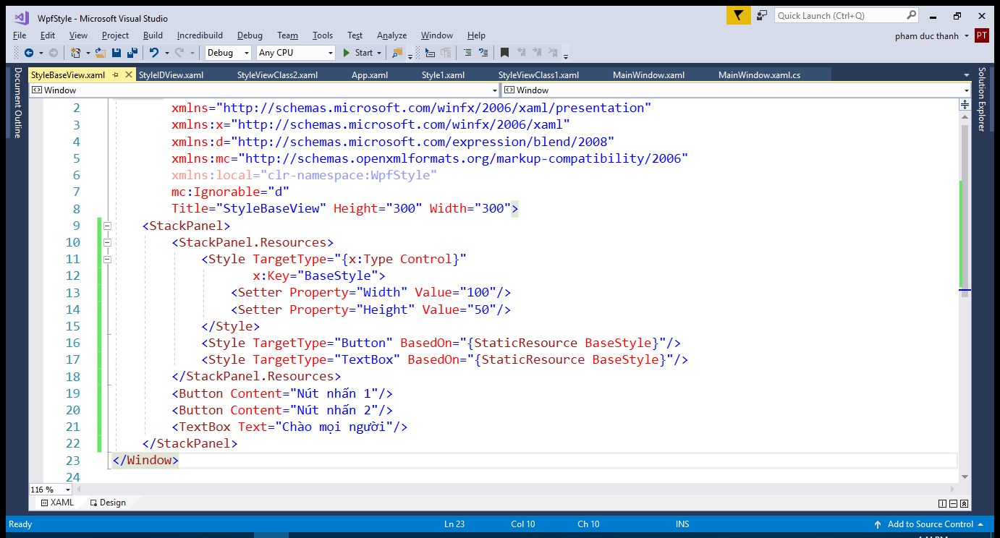 WpfStyle - Microsoft Visual Studio
Quick Launch (Ctrl+Q)
File Edit View Project Build Incredibuild Debug Team Tools Test Analyze Window Help
pham duc thanh PT
Debug Any CPU Start
Document Outline
Solution Explorer
StyleBaseView.xaml StyleIDView.xaml StyleViewClass2.xaml App.xaml Style1.xaml StyleViewClass1.xaml MainWindow.xaml MainWindow.xaml.cs
Window Window
2 xmlns="http://schemas.microsoft.com/winfx/2006/xaml/presentation"
3 xmlns:x="http://schemas.microsoft.com/winfx/2006/xaml"
4 xmlns:d="http://schemas.microsoft.com/expression/blend/2008"
5 xmlns:mc="http://schemas.openxmlformats.org/markup-compatibility/2006"
6 xmlns:local="clr-namespace:WpfStyle"
7 mc:Ignorable="d"
8 Title="StyleBaseView" Height="300" Width="300">
9 <StackPanel>
10 <StackPanel.Resources>
11 <Style TargetType="{x:Type Control}"
12 x:Key="BaseStyle">
13 <Setter Property="Width" Value="100"/>
14 <Setter Property="Height" Value="50"/>
15 </Style>
16 <Style TargetType="Button" BasedOn="{StaticResource BaseStyle}"/>
17 <Style TargetType="TextBox" BasedOn="{StaticResource BaseStyle}"/>
18 </StackPanel.Resources>
19 <Button Content="Nút nhấn 1"/>
20 <Button Content="Nút nhấn 2"/>
21 <TextBox Text="Chào mọi người"/>
22 </StackPanel>
23 </Window>
24
116 %
XAML Design
Ready Ln 23 Col 10 Ch 10 INS Add to Source Control